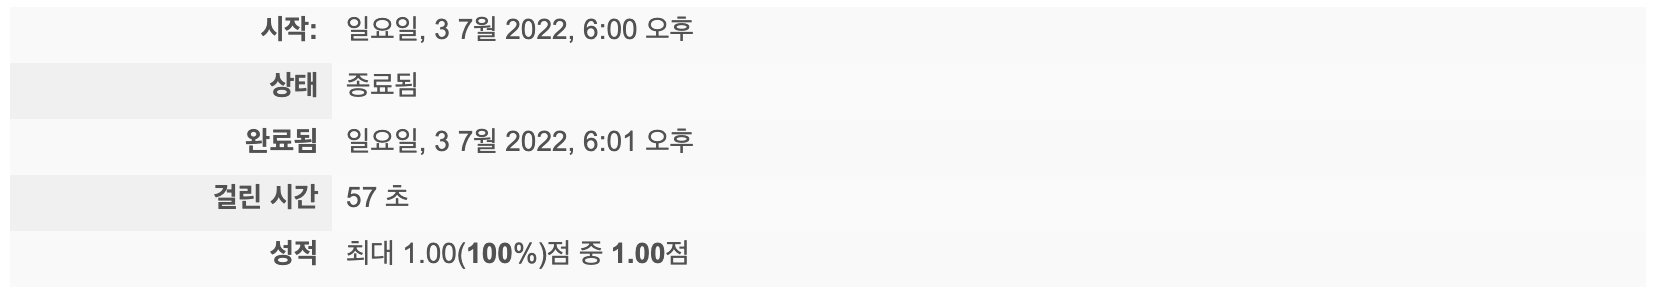 시작: 일요일, 3 7월 2022, 6:00 오후
상태 종료됨
완료됨 일요일, 3 7월 2022, 6:01 오후
걸린 시간 57 초
성적 최대 1.00(100%)점 중 1.00점